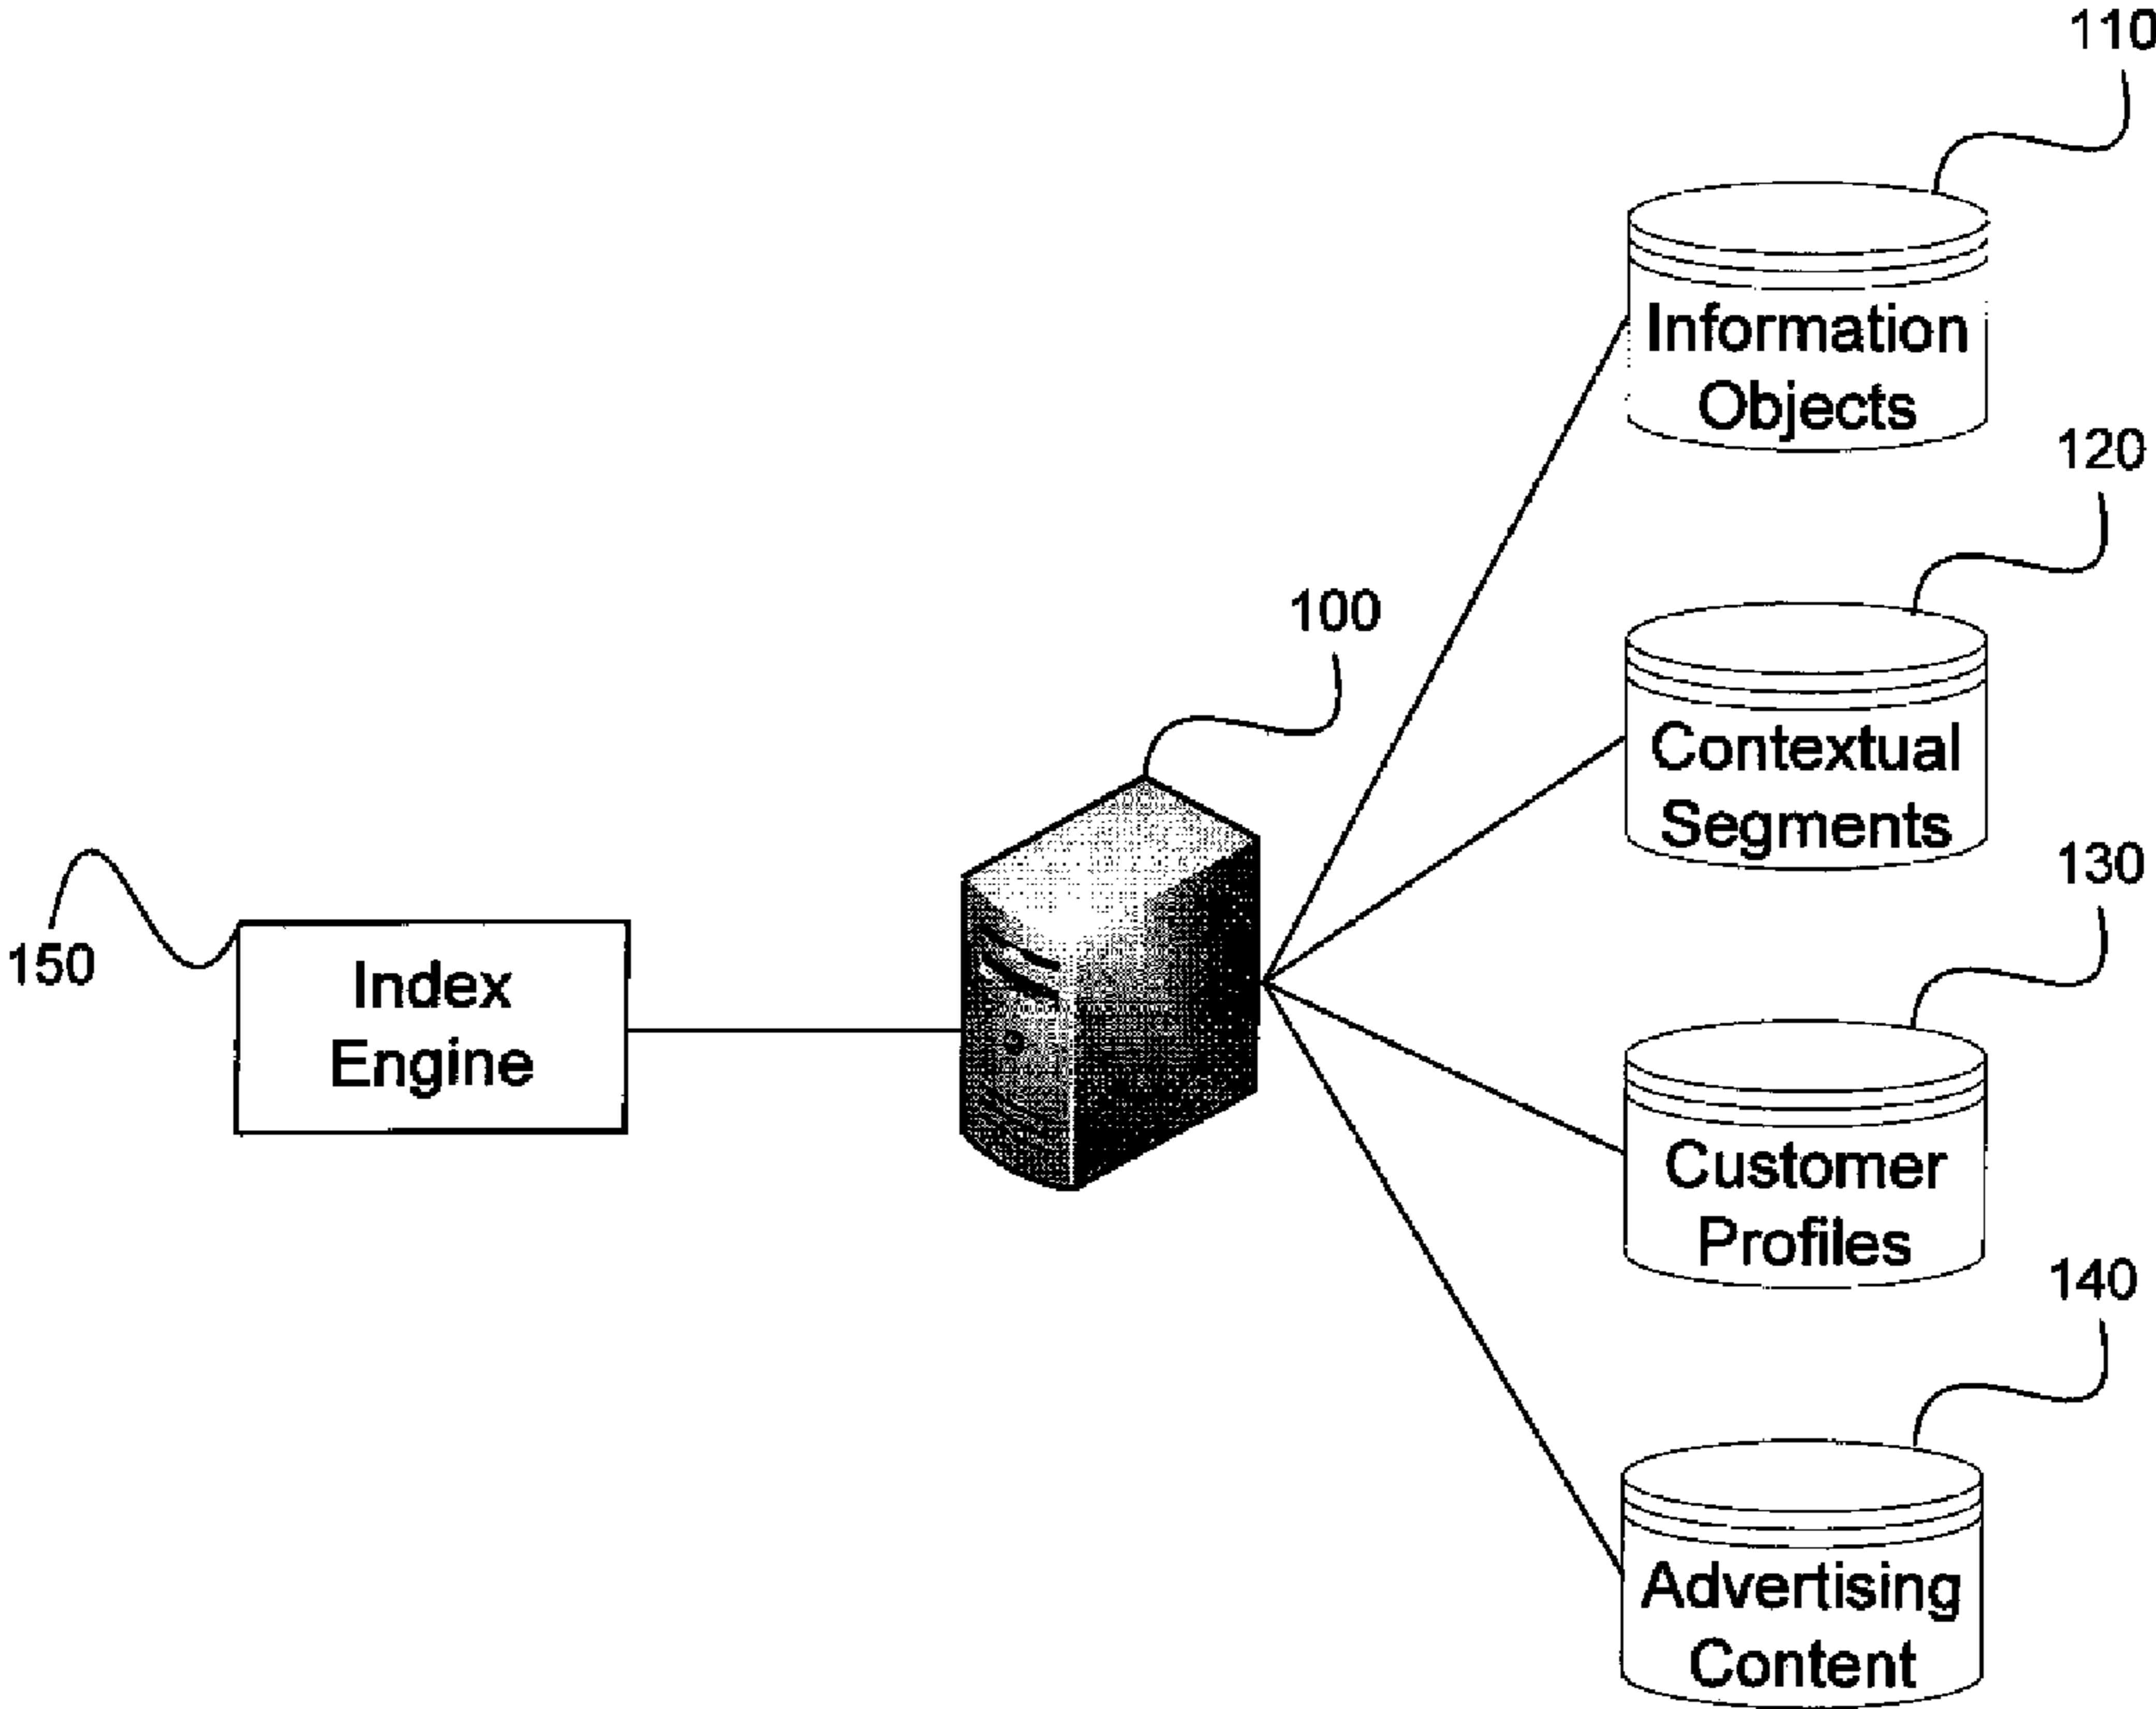 110
Information
Objects
120
100
Contextual
Segments
130
150
Index
Engine
Customer
Profiles
140
Advertising
Content